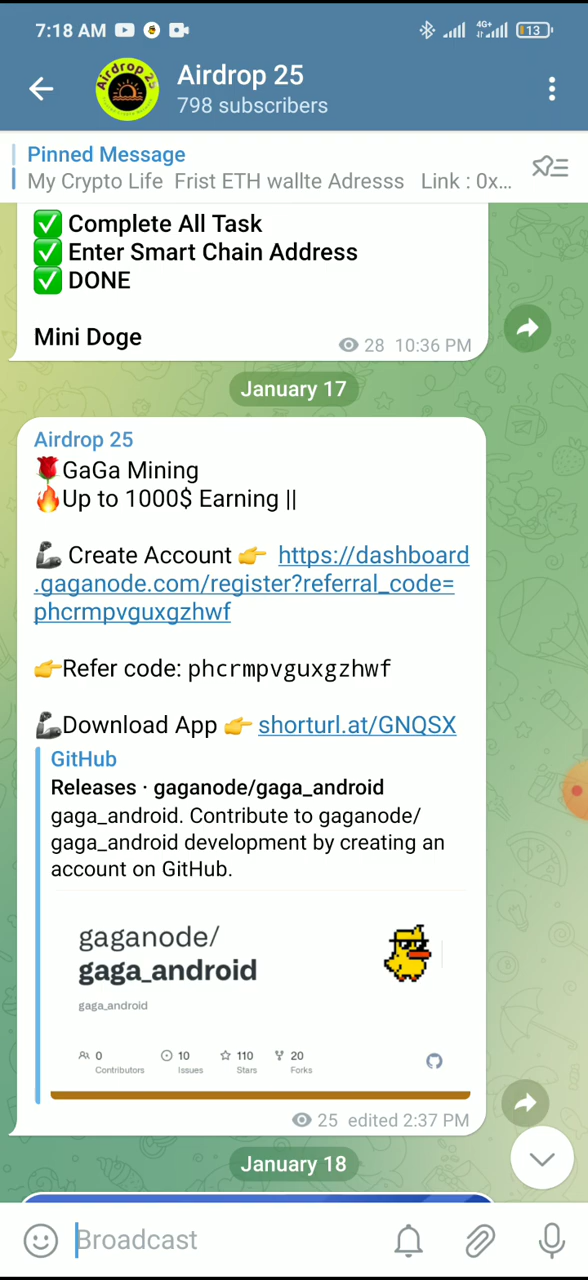 7:18 AM
4G+
13
Airdrop 25
Airdrop 25
798 subscribers
Pinned Message
My Crypto Life Frist ETH wallte Adresss Link : 0x...
✅ Complete All Task
✅ Enter Smart Chain Address
✅ DONE
Mini Doge
28 10:36 PM
January 17
Airdrop 25
🌹GaGa Mining
🔥Up to 1000$ Earning ||
🦾 Create Account 👉 https://dashboard
.gaganode.com/register?referral_code=
phcrmpvguxgzhwf
👉Refer code: phcrmpvguxgzhwf
🦾Download App 👉 shorturl.at/GNQSX
GitHub
Releases · gaganode/gaga_android
gaga_android. Contribute to gaganode/
gaga_android development by creating an
account on GitHub.
gaganode/
gaga_android
gaga_android
0 Contributors
10 Issues
110 Stars
20 Forks
25 edited 2:37 PM
January 18
Broadcast